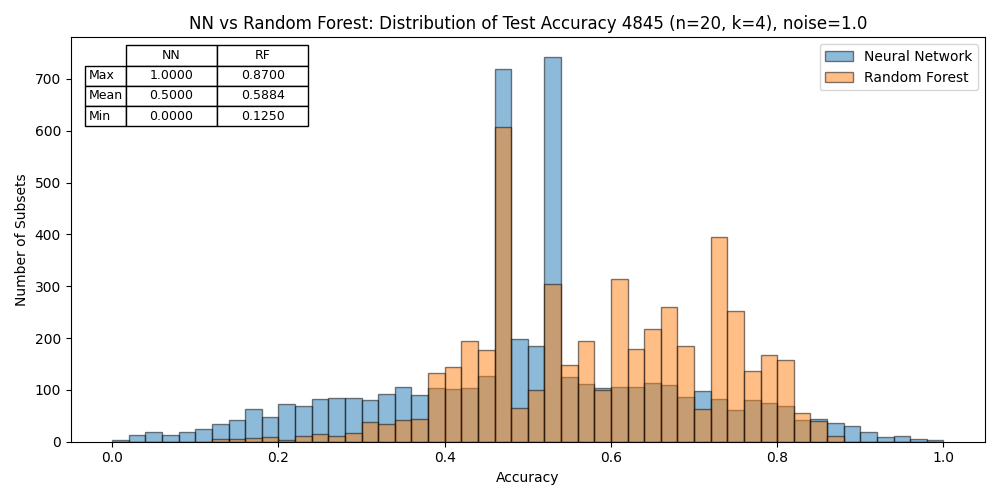 NN vs Random Forest: Distribution of Test Accuracy 4845 (n=20, k=4), noise=1.0
NN RF
Max 1.0000 0.8700
Mean 0.5000 0.5884
Min 0.0000 0.1250
Neural Network
Random Forest
Number of Subsets
700
600
500
400
300
200
100
0
0.0 0.2 0.4 0.6 0.8 1.0
Accuracy